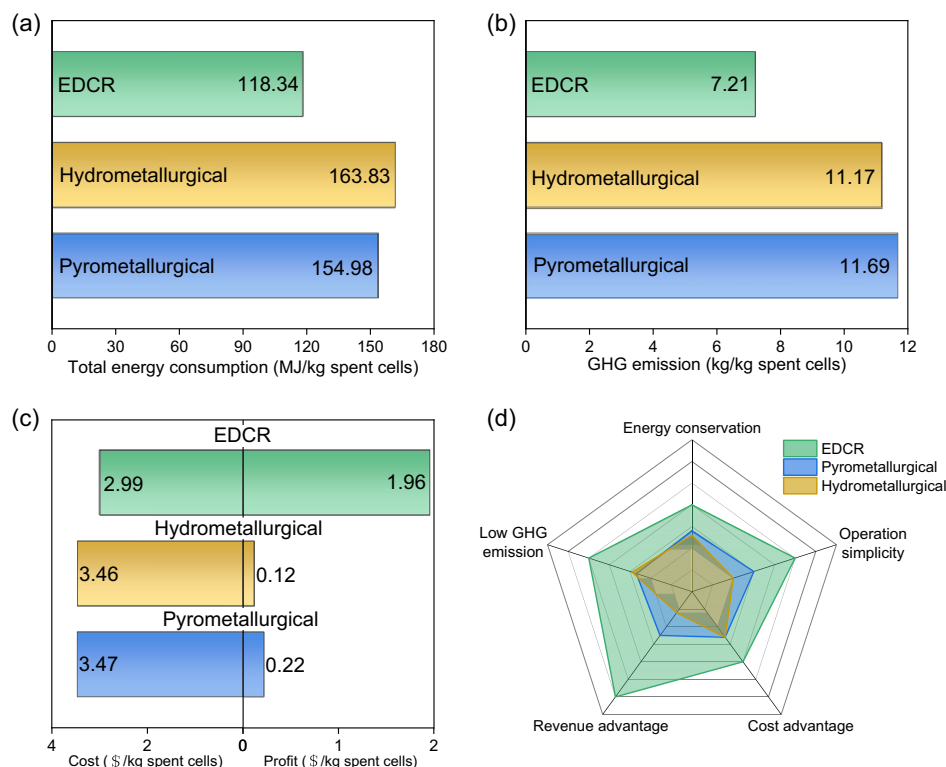 (a)
EDCR
118.34
Hydrometallurgical
163.83
Pyrometallurgical
154.98
0 30 60 90 120 150 180
Total energy consumption (MJ/kg spent cells)
(b)
EDCR
7.21
Hydrometallurgical
11.17
Pyrometallurgical
11.69
0 2 4 6 8 10 12
GHG emission (kg/kg spent cells)
(c)
EDCR
2.99 1.96
Hydrometallurgical
3.46 0.12
Pyrometallurgical
3.47 0.22
4 2 0 0 1 2
Cost ( $ /kg spent cells) Profit ( $ /kg spent cells)
(d)
Energy conservation
EDCR
Pyrometallurgical
Hydrometallurgical
Low GHG
emission
Operation
simplicity
Revenue advantage
Cost advantage